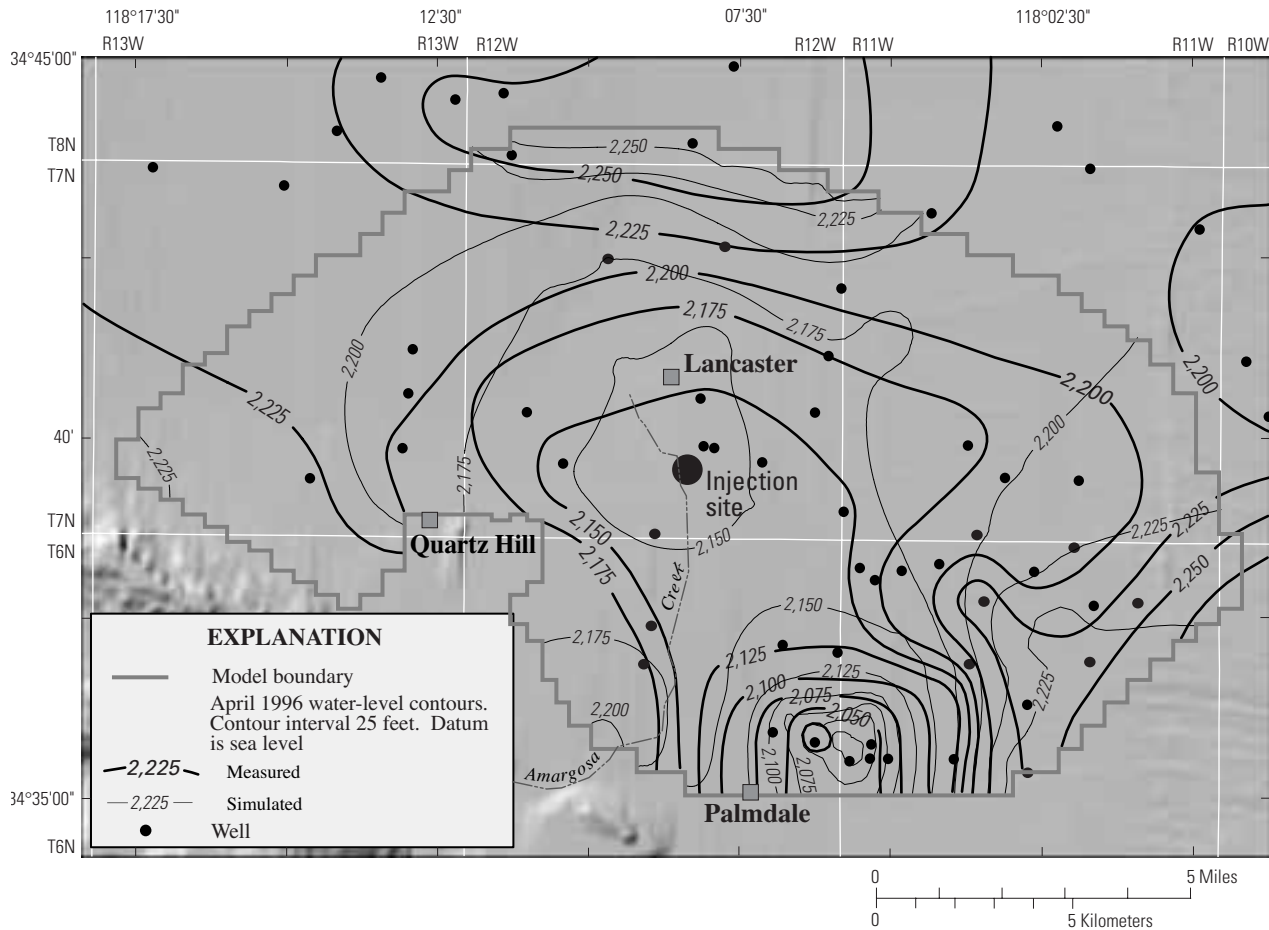 118°17'30" 12'30" 07'30" 118°02'30"
R13W R13W R12W R12W R11W R11W R10W
34°45'00"
T8N
T7N
2,250
2,250
2,225
2,225
2,200
2,175
2,175
2,200
Lancaster
2,200
2,200
2,225
2,200
40'
2,225
2,175
Injection
site
T7N
T6N
Quartz Hill
2,150
2,150
2,175
2,225
2,225
2,250
Creek
2,150
2,175
2,125
2,125
2,100
2,075
2,050
2,225
2,200
2,100
2,075
Amargosa
Palmdale
34°35'00"
T6N
EXPLANATION
Model boundary
April 1996 water-level contours.
Contour interval 25 feet. Datum
is sea level
2,225 Measured
2,225 Simulated
Well
0 5 Miles
0 5 Kilometers